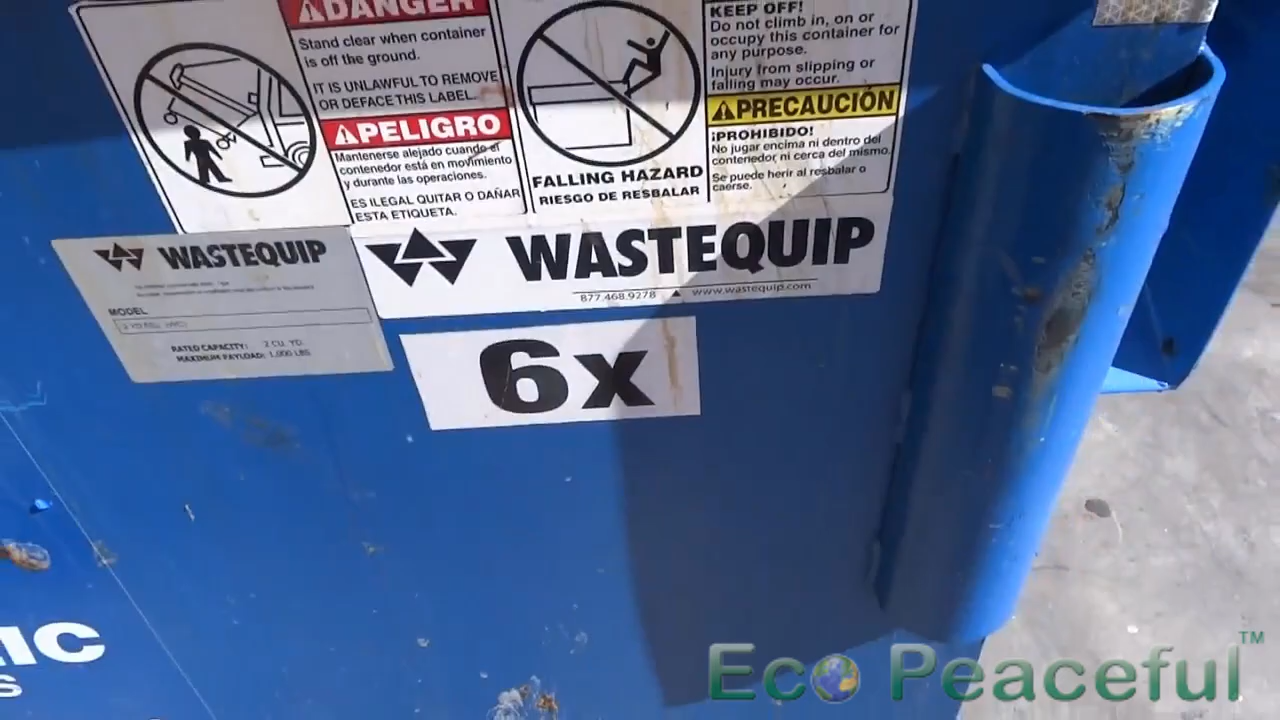 DANGER
Stand clear when container
is off the ground.
IT IS UNLAWFUL TO REMOVE
OR DEFACE THIS LABEL.
PELIGRO
Mantenerse alejado cuando el
contenedor está en movimiento
y durante las operaciones.
ES ILEGAL QUITAR O DAÑAR
ESTA ETIQUETA.
FALLING HAZARD
RIESGO DE RESBALAR
KEEP OFF!
Do not climb in, on or
occupy this container for
any purpose.
Injury from slipping or
falling may occur.
PRECAUCIÓN
¡PROHIBIDO!
No jugar encima ni dentro del
contenedor, ni cerca del mismo.
Se puede herir al resbalar o
caerse.
WASTEQUIP
MODEL
RATED CAPACITY: 2 CU. YD.
MAXIMUM PAYLOAD: 1,000 LBS
WASTEQUIP
877.468.9278 www.wastequip.com
6x
IC
S
Eco Peaceful™